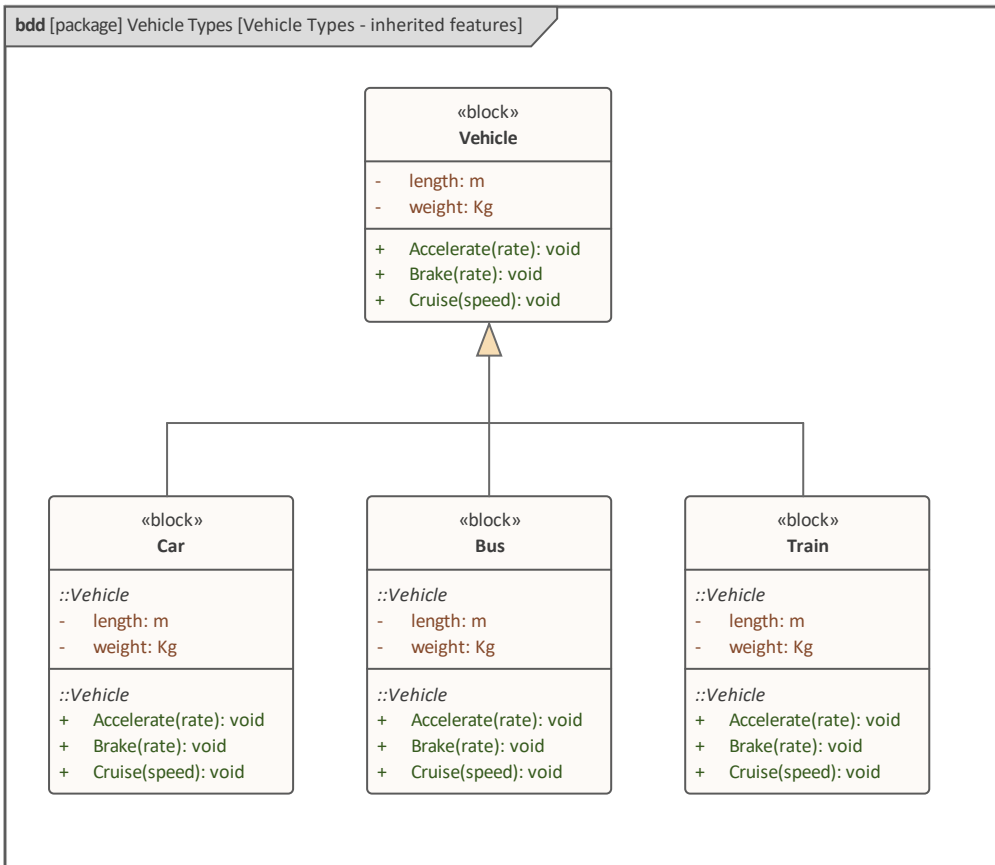 bdd [package] Vehicle Types [Vehicle Types - inherited features]
«block»
Vehicle
- length: m
- weight: Kg
+ Accelerate(rate): void
+ Brake(rate): void
+ Cruise(speed): void
«block»
Car
::Vehicle
- length: m
- weight: Kg
::Vehicle
+ Accelerate(rate): void
+ Brake(rate): void
+ Cruise(speed): void
«block»
Bus
::Vehicle
- length: m
- weight: Kg
::Vehicle
+ Accelerate(rate): void
+ Brake(rate): void
+ Cruise(speed): void
«block»
Train
::Vehicle
- length: m
- weight: Kg
::Vehicle
+ Accelerate(rate): void
+ Brake(rate): void
+ Cruise(speed): void